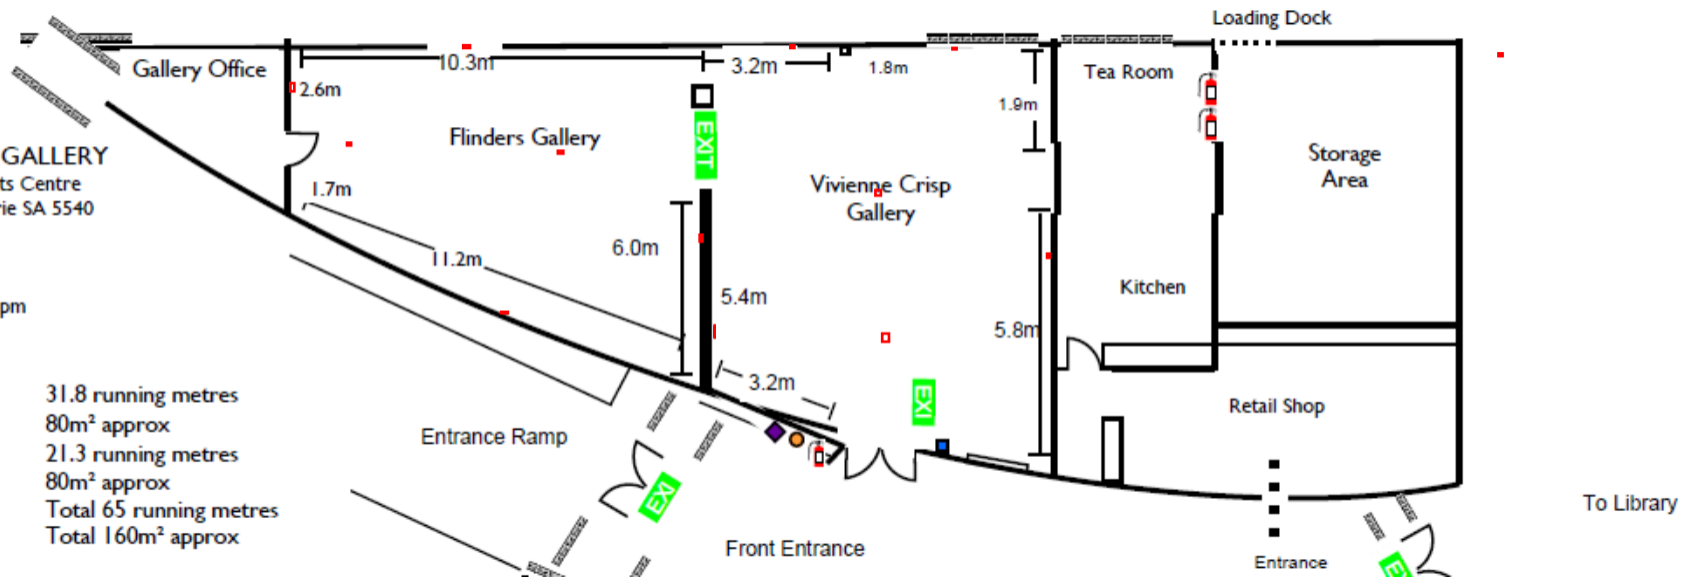 Loading Dock
Gallery Office
10.3m
3.2m
1.8m
Tea Room
2.6m
1.9m
GALLERY
Flinders Gallery
EXIT
Storage
Area
ts Centre
rie SA 5540
1.7m
Vivienne Crisp
Gallery
6.0m
11.2m
5.4m
Kitchen
pm
5.8m
3.2m
31.8 running metres
80m² approx
21.3 running metres
80m² approx
Total 65 running metres
Total 160m² approx
EXI
Retail Shop
Entrance Ramp
EXI
Front Entrance
To Library
Entrance
E